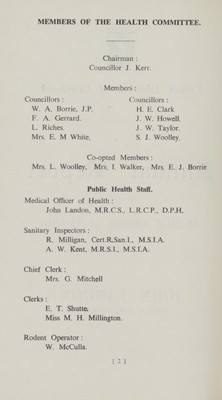 MEMBERS OF THE HEALTH COMMITTEE.
Chairman :
Councillor J. Kerr.
Members :
Councillors :
W. A. Borrie, J.P.
F. A. Gerrard.
L. Riches.
Mrs. E. M White,
Councillors :
H. E. Clark
J. W. Howell.
J. W. Taylor.
S. J. Woolley.
Co-opted Members :
Mrs. L. Woolley, Mrs, I. Walker, Mrs. E. J. Borrie
Public Health Staff.
Medical Officer of Health :
John Landon, M.R.C.S., L.R.C.P., D.P.H.
Sanitary Inspectors :
R. Milligan, Cert.R,San.I., M.S.I.A.
A. W. Kent, M.R.S.I., M.S.I.A.
Chief Clerk :
Mrs. G. Mitchell
Clerks :
E. T. Shutte,
Miss M. H. Millington.
Rodent Operator :
W. McCulla.
[ 2 ]